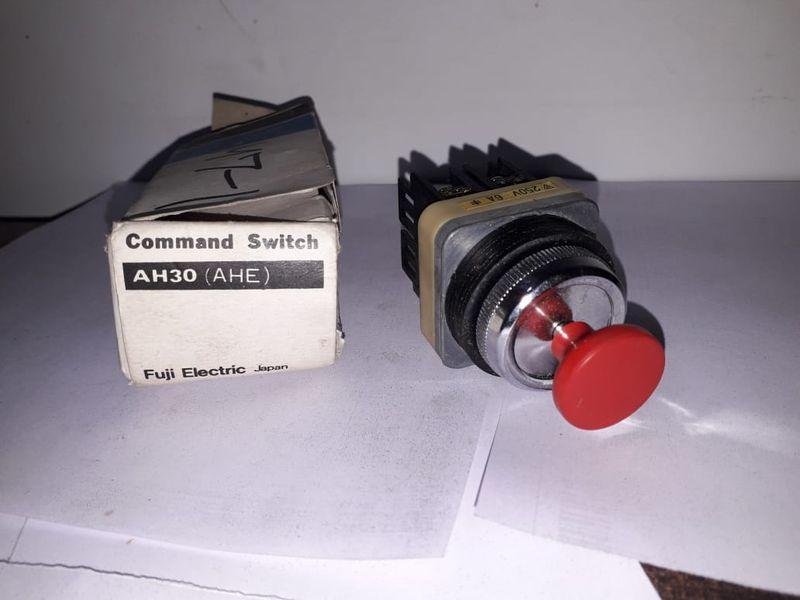 Command Switch
AH30 (AHE)
Fuji Electric Japan
250V 6A